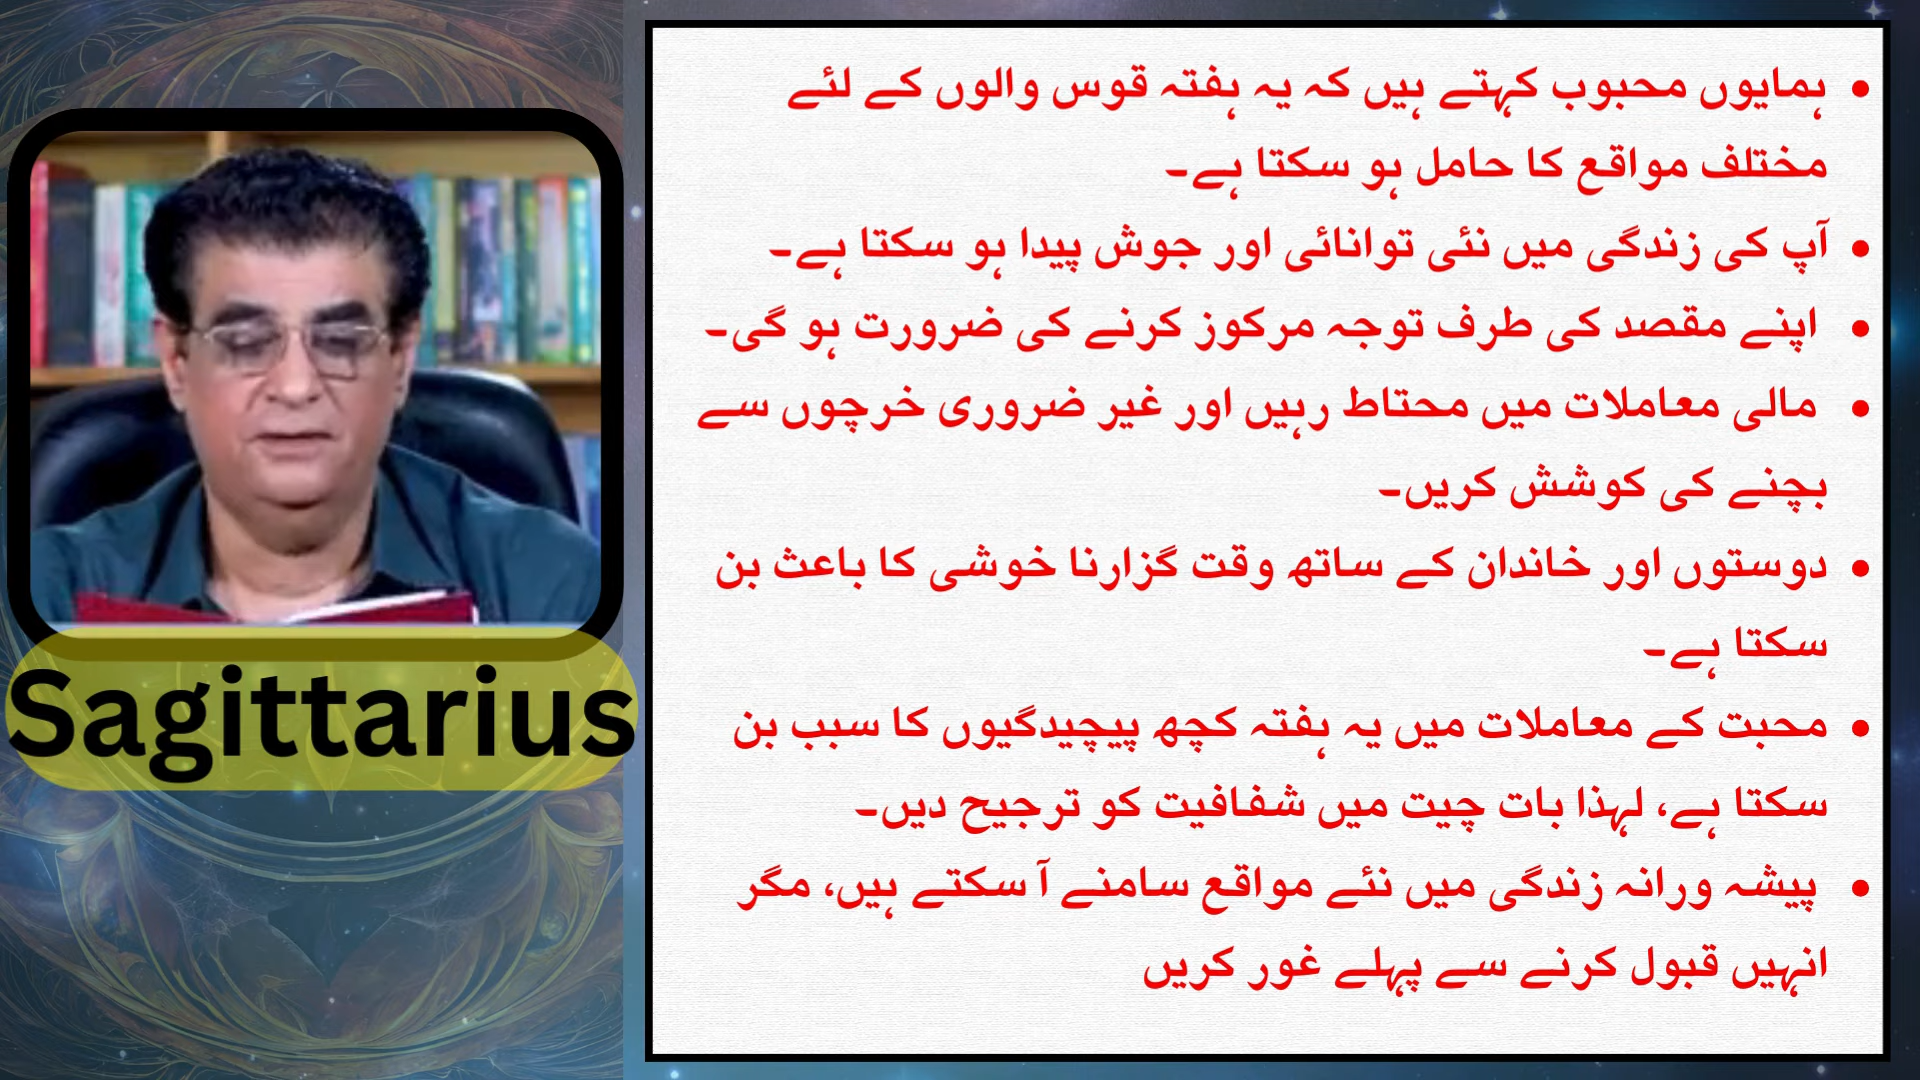 Sagittarius
• ہمایوں محبوب کہتے ہیں کہ یہ ہفتہ قوس والوں کے لئے
مختلف مواقع کا حامل ہو سکتا ہے۔
• آپ کی زندگی میں نئی توانائی اور جوش پیدا ہو سکتا ہے۔
• اپنے مقصد کی طرف توجہ مرکوز کرنے کی ضرورت ہو گی۔
• مالی معاملات میں محتاط رہیں اور غیر ضروری خرچوں سے
بچنے کی کوشش کریں۔
• دوستوں اور خاندان کے ساتھ وقت گزارنا خوشی کا باعث بن
سکتا ہے۔
• محبت کے معاملات میں یہ ہفتہ کچھ پیچیدگیوں کا سبب بن
سکتا ہے، لہذا بات چیت میں شفافیت کو ترجیح دیں۔
• پیشہ ورانہ زندگی میں نئے مواقع سامنے آ سکتے ہیں، مگر
انہیں قبول کرنے سے پہلے غور کریں